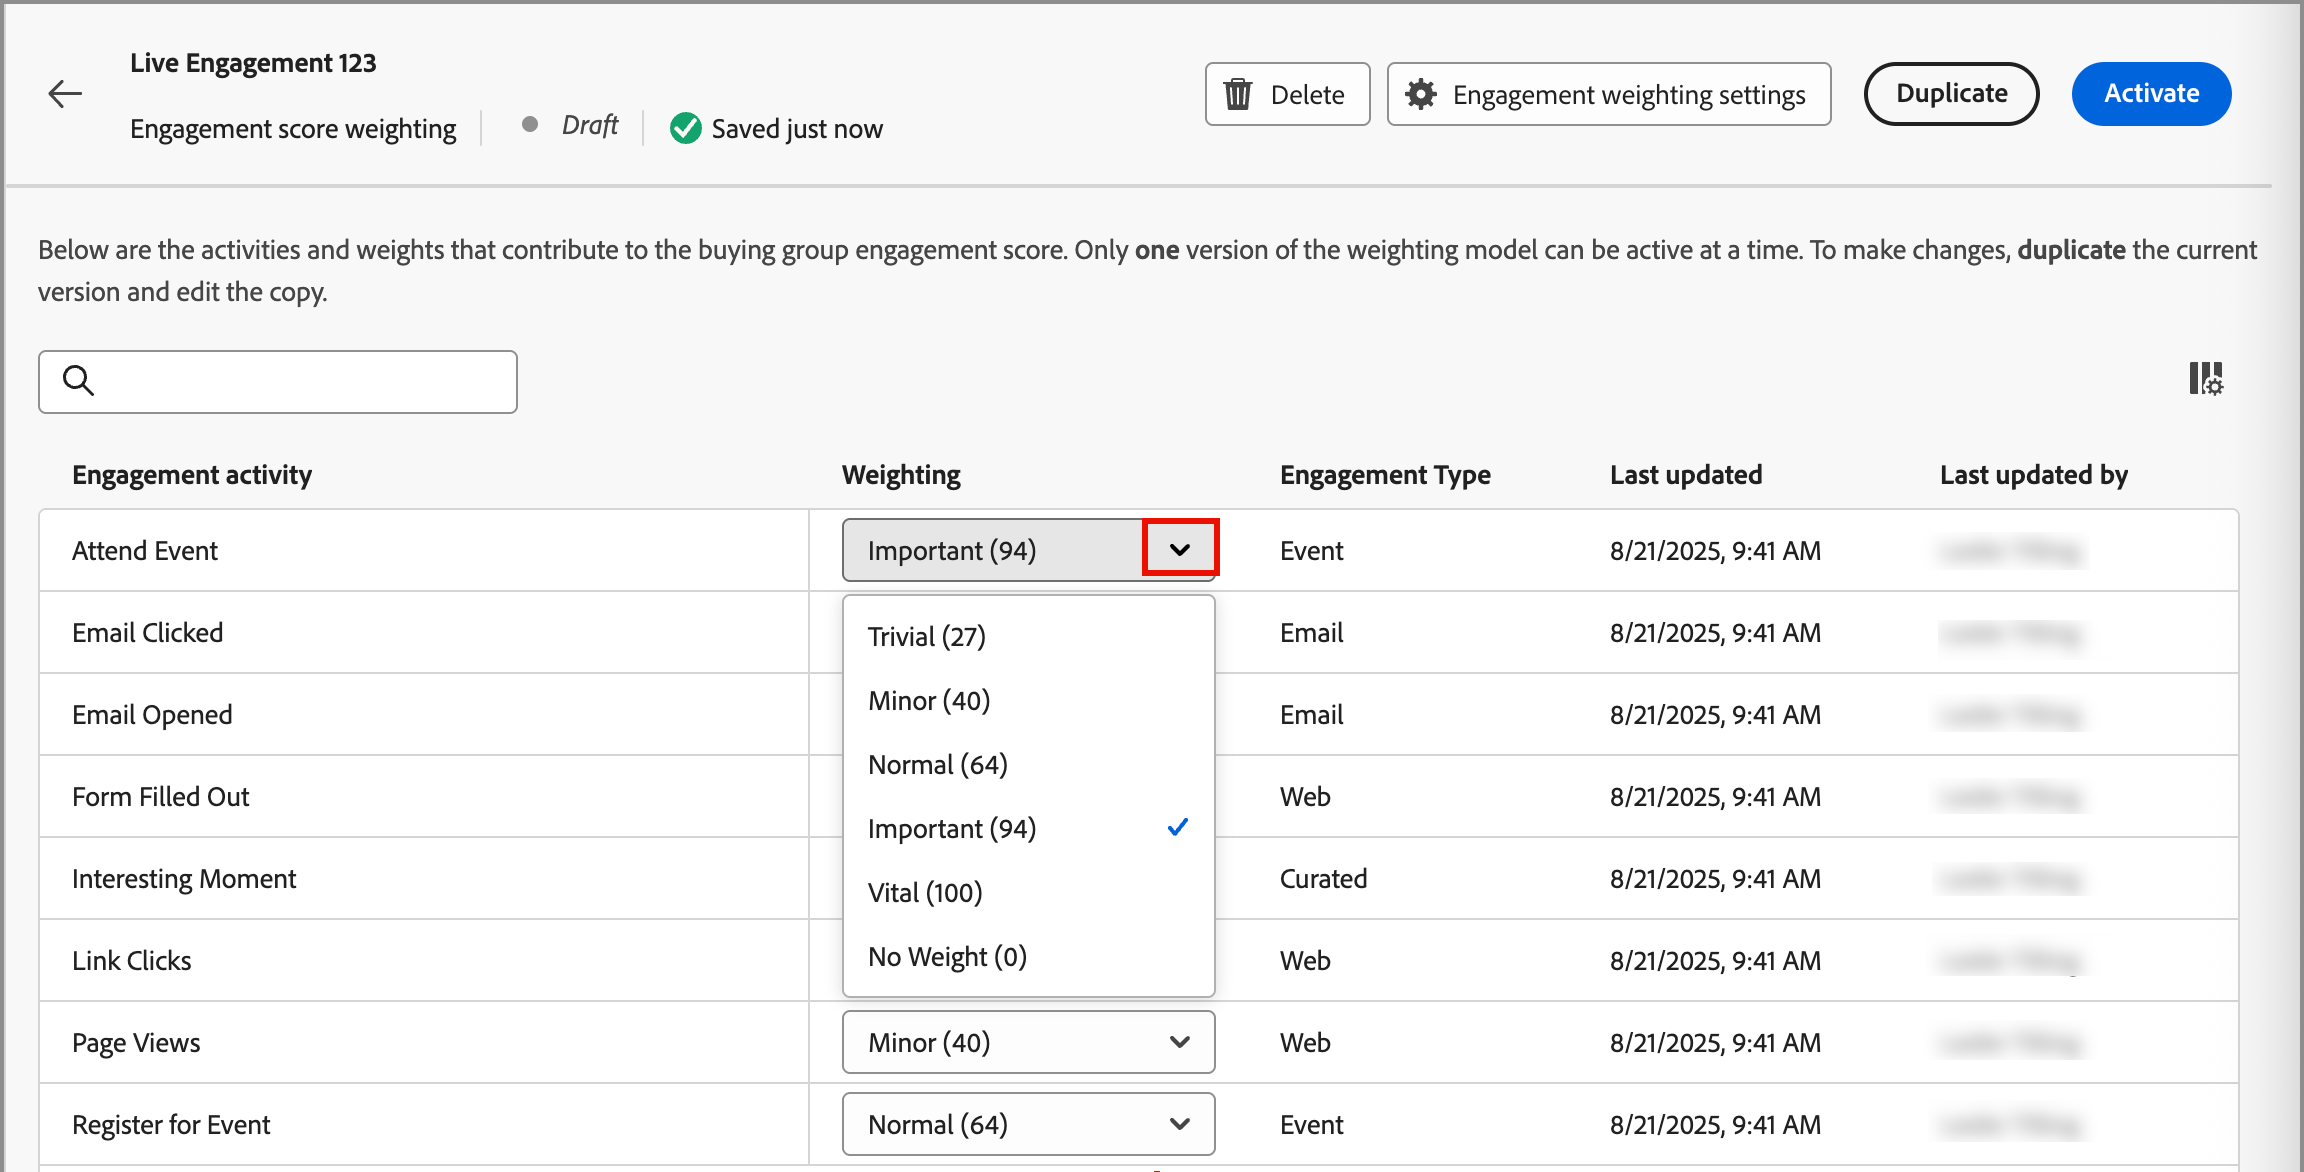 Live Engagement 123
Engagement score weighting
Draft
Saved just now
Delete
Engagement weighting settings
Duplicate
Activate
Below are the activities and weights that contribute to the buying group engagement score. Only one version of the weighting model can be active at a time. To make changes, duplicate the current
version and edit the copy.
Engagement activity Weighting Engagement Type Last updated Last updated by
Attend Event Important (94) Event 8/21/2025, 9:41 AM
Email Clicked Email 8/21/2025, 9:41 AM
Email Opened Email 8/21/2025, 9:41 AM
Form Filled Out Web 8/21/2025, 9:41 AM
Interesting Moment Curated 8/21/2025, 9:41 AM
Link Clicks Web 8/21/2025, 9:41 AM
Trivial (27)
Minor (40)
Normal (64)
Important (94)
Vital (100)
No Weight (0)
Page Views Minor (40) Web 8/21/2025, 9:41 AM
Register for Event Normal (64) Event 8/21/2025, 9:41 AM